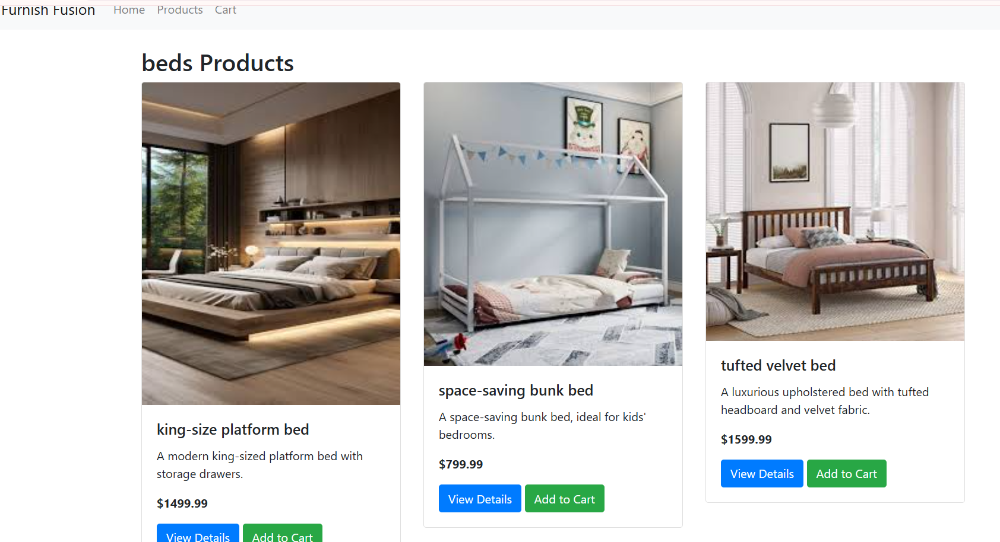 Furnish Fusion Home Products Cart
beds Products
king-size platform bed
A modern king-sized platform bed with
storage drawers.
$1499.99
View Details Add to Cart
space-saving bunk bed
A space-saving bunk bed, ideal for kids'
bedrooms.
$799.99
View Details Add to Cart
tufted velvet bed
A luxurious upholstered bed with tufted
headboard and velvet fabric.
$1599.99
View Details Add to Cart